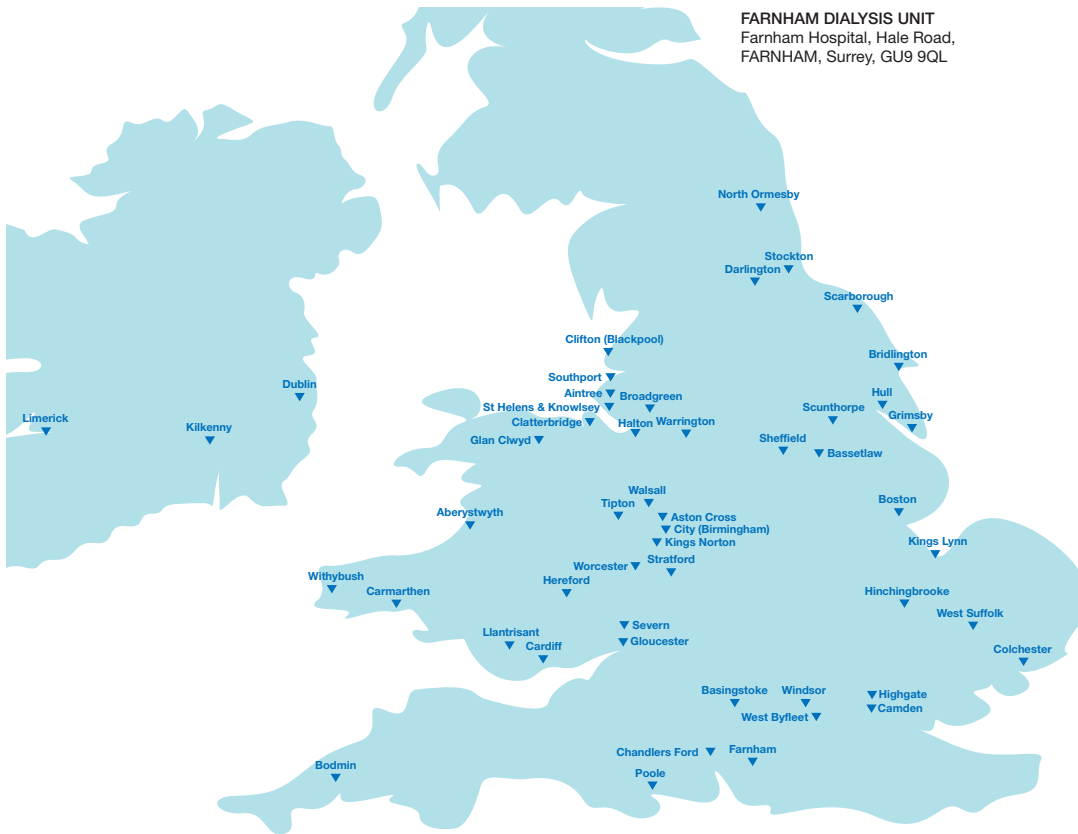 FARNHAM DIALYSIS UNIT
Farnham Hospital, Hale Road,
FARNHAM, Surrey, GU9 9QL
North Ormesby
Stockton
Darlington
Scarborough
Clifton (Blackpool)
Bridlington
Southport
Dublin
Aintree
Broadgreen
Hull
St Helens & Knowlsey
Scunthorpe
Grimsby
Limerick
Clatterbridge
Halton
Warrington
Kilkenny
Glan Clwyd
Sheffield
Bassetlaw
Walsall
Boston
Tipton
Aberystwyth
Aston Cross
City (Birmingham)
Kings Norton
Kings Lynn
Stratford
Worcester
Withybush
Hereford
Carmarthen
Hinchingbrooke
West Suffolk
Severn
Llantrisant
Gloucester
Cardiff
Colchester
Basingstoke
Windsor
Highgate
Camden
West Byfleet
Chandlers Ford
Farnham
Bodmin
Poole